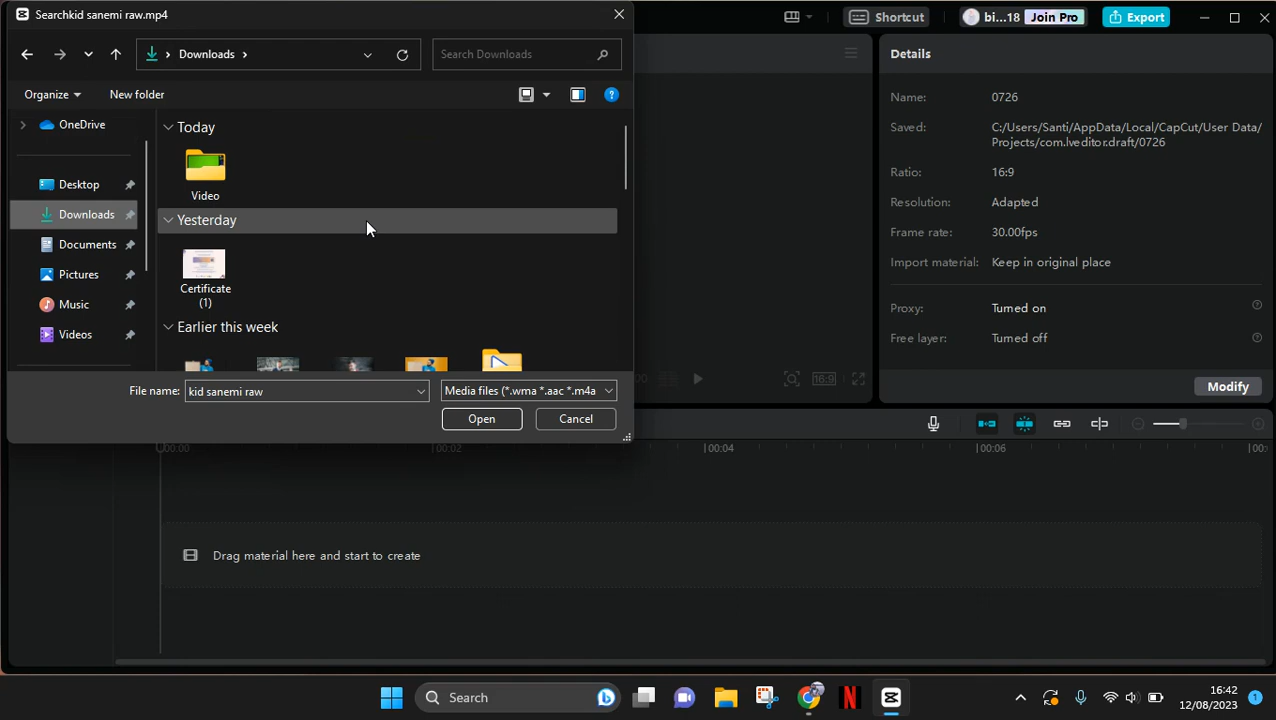 Searchkid sanemi raw.mp4
Shortcut
bi...18
Join Pro
Export
Downloads
Search Downloads
Organize
New folder
OneDrive
Desktop
Downloads
Documents
Pictures
Music
Videos
Today
Video
Yesterday
Certificate
(1)
Earlier this week
File name:
kid sanemi raw
Media files (*.wma *.aac *.m4a
Open
Cancel
Details
Name:
0726
Saved:
C:/Users/Santi/AppData/Local/CapCut/User Data/
Projects/com.lveditor.draft/0726
Ratio:
16:9
Resolution:
Adapted
Frame rate:
30.00fps
Import material:
Keep in original place
Proxy:
Turned on
Free layer:
Turned off
16:9
Modify
00:00
00:02
00:04
00:06
Drag material here and start to create
Search
16:42
12/08/2023
1